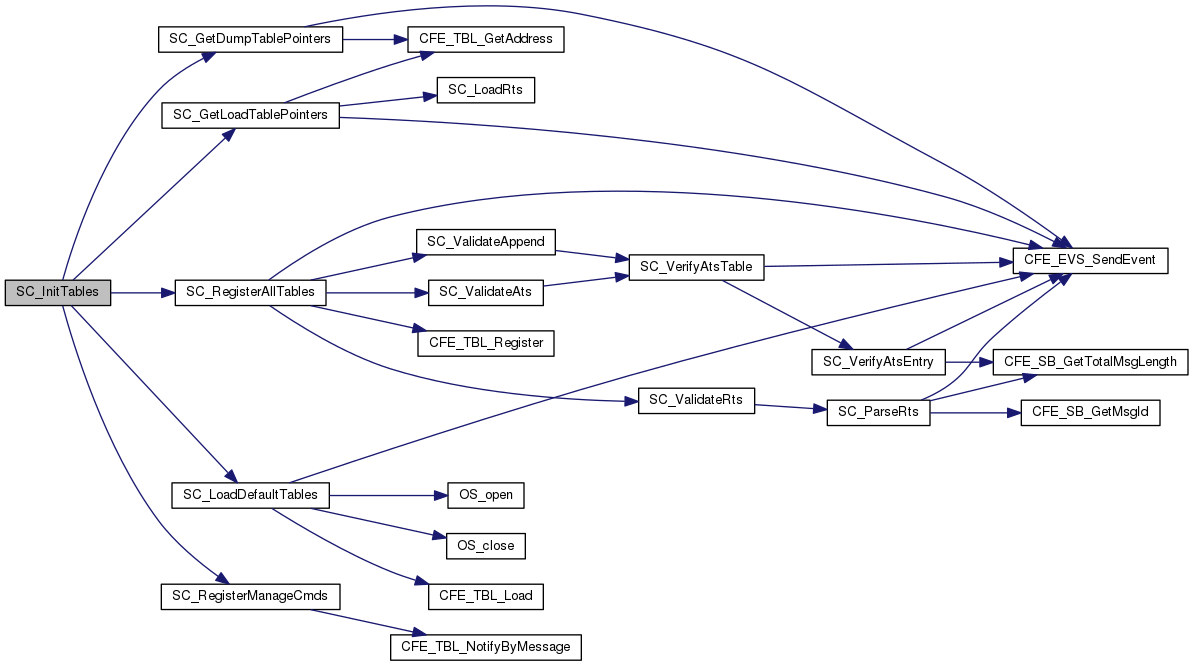 SC_GetDumpTablePointers
CFE_TBL_GetAddress
SC_LoadRts
SC_GetLoadTablePointers
SC_ValidateAppend
CFE_EVS_SendEvent
SC_VerifyAtsTable
SC_InitTables
SC_RegisterAllTables
SC_ValidateAts
CFE_TBL_Register
SC_VerifyAtsEntry
CFE_SB_GetTotalMsgLength
SC_ValidateRts
SC_ParseRts
CFE_SB_GetMsgId
SC_LoadDefaultTables
OS_open
OS_close
SC_RegisterManageCmds
CFE_TBL_Load
CFE_TBL_NotifyByMessage